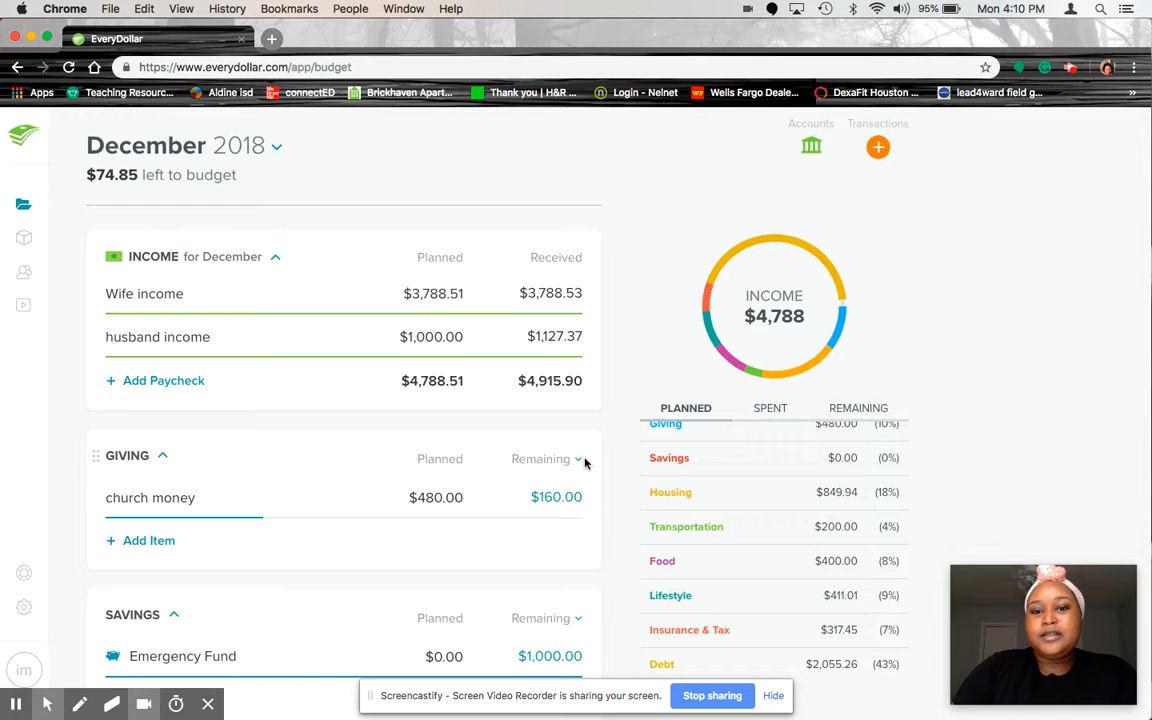 Chrome File Edit View History Bookmarks People Window Help 95% Mon 4:10 PM
EveryDollar
https://www.everydollar.com/app/budget
Apps Teaching Resourc... Aldine isd connectED Brickhaven Apart... Thank you | H&R ... Login - Nelnet Wells Fargo Deale... DexaFit Houston ... lead4ward field g... »
December 2018
$74.85 left to budget
Accounts Transactions
INCOME for December Planned Received
Wife income $3,788.51 $3,788.53
husband income $1,000.00 $1,127.37
+ Add Paycheck $4,788.51 $4,915.90
GIVING Planned Remaining
church money $480.00 $160.00
+ Add Item
SAVINGS Planned Remaining
Emergency Fund $0.00 $1,000.00
INCOME
$4,788
PLANNED SPENT REMAINING
Giving $480.00 (10%)
Savings $0.00 (0%)
Housing $849.94 (18%)
Transportation $200.00 (4%)
Food $400.00 (8%)
Lifestyle $411.01 (9%)
Insurance & Tax $317.45 (7%)
Debt $2,055.26 (43%)
im
Screencastify - Screen Video Recorder is sharing your screen. Stop sharing Hide